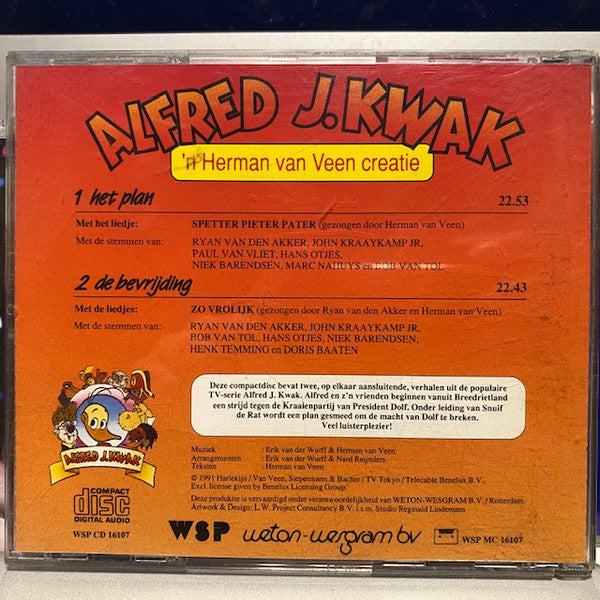 ALFRED J. KWAK
'n Herman van Veen creatie
1 het plan 22.53
Met het liedje: SPETTER PIETER PATER (gezongen door Herman van Veen)
Met de stemmen van: RYAN VAN DEN AKKER, JOHN KRAAYKAMP JR,
PAUL VAN VLIET, HANS OTJES,
NIEK BARENDSEN, MARC NAHUYS en BOB VAN TOL
2 de bevrijding 22.43
Met de liedjes: ZO VROLIJK (gezongen door Ryan van den Akker en Herman van Veen)
Met de stemmen van: RYAN VAN DEN AKKER, JOHN KRAAYKAMP JR,
BOB VAN TOL, HANS OTJES, NIEK BARENDSEN,
HENK TEMMING en DORIS BAATEN
Deze compactdisc bevat twee, op elkaar aansluitende, verhalen uit de populaire
TV-serie Alfred J. Kwak. Alfred en z'n vrienden beginnen vanuit Breedrietland
een strijd tegen de Kraaienpartij van President Dolf. Onder leiding van Snuif
de Rat wordt een plan gesmeed om de macht van Dolf te breken.
Veel luisterplezier!
ALFRED J. KWAK
Muziek : Erik van der Wurff & Herman van Veen
Arrangementen : Erik van der Wurff & Nard Reijnders
Teksten : Herman van Veen
© 1991 Harlekijn / Van Veen, Siepermann & Bacher / TV Tokyo / Telecable Benelux B.V.,
Excl. license given by Benelux Licensing Group.
Deze produktie is vervaardigd onder verantwoordelijkheid van WETON-WESGRAM B.V. / Rotterdam.
Artwork & Design: L.W. Project Consultancy B.V. i.s.m. Studio Reginald Lindemans
COMPACT
disc
DIGITAL AUDIO
WSP CD 16107
WSP weton-wesgram bv WSP MC 16107